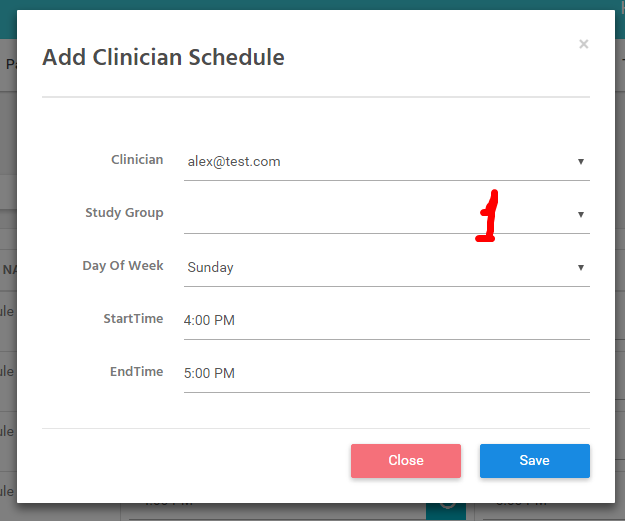 Add Clinician Schedule
×
Clinician
alex@test.com
Study Group
1
Day Of Week
Sunday
StartTime
4:00 PM
EndTime
5:00 PM
Close
Save